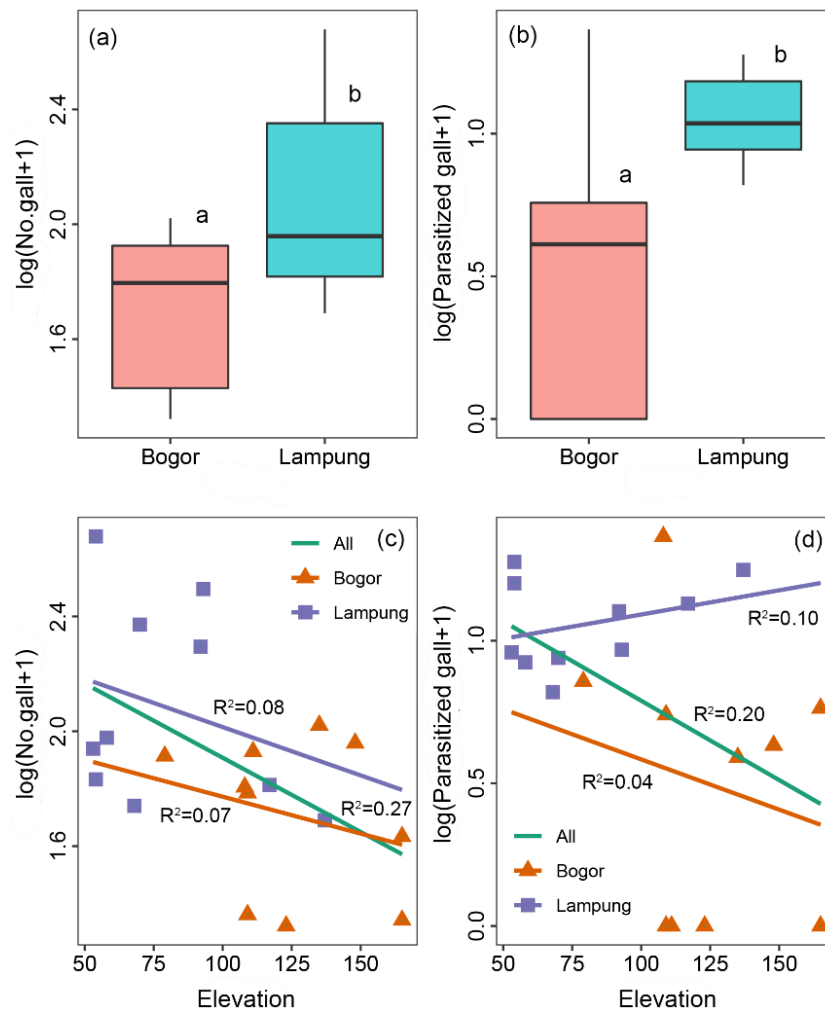 (a)
log(No.gall+1)
2.4
2.0
1.6
a
b
Bogor
Lampung
(b)
log(Parasitized gall+1)
1.0
0.5
0.0
a
b
Bogor
Lampung
(c)
log(No.gall+1)
2.4
2.0
1.6
All
Bogor
Lampung
R²=0.08
R²=0.07
R²=0.27
50
75
100
125
150
Elevation
(d)
log(Parasitized gall+1)
1.0
0.5
0.0
R²=0.10
R²=0.20
R²=0.04
All
Bogor
Lampung
50
75
100
125
150
Elevation